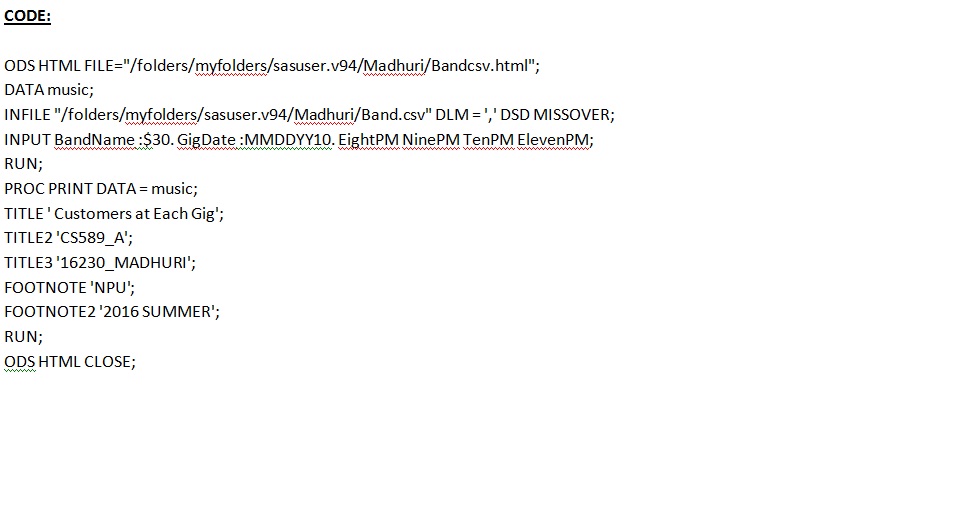 CODE:
ODS HTML FILE="/folders/myfolders/sasuser.v94/Madhuri/Bandcsv.html";
DATA music;
INFILE "/folders/myfolders/sasuser.v94/Madhuri/Band.csv" DLM = ',' DSD MISSOVER;
INPUT BandName :$30. GigDate :MMDDYY10. EightPM NinePM TenPM ElevenPM;
RUN;
PROC PRINT DATA = music;
TITLE ' Customers at Each Gig';
TITLE2 'CS589_A';
TITLE3 '16230_MADHURI';
FOOTNOTE 'NPU';
FOOTNOTE2 '2016 SUMMER';
RUN;
ODS HTML CLOSE;